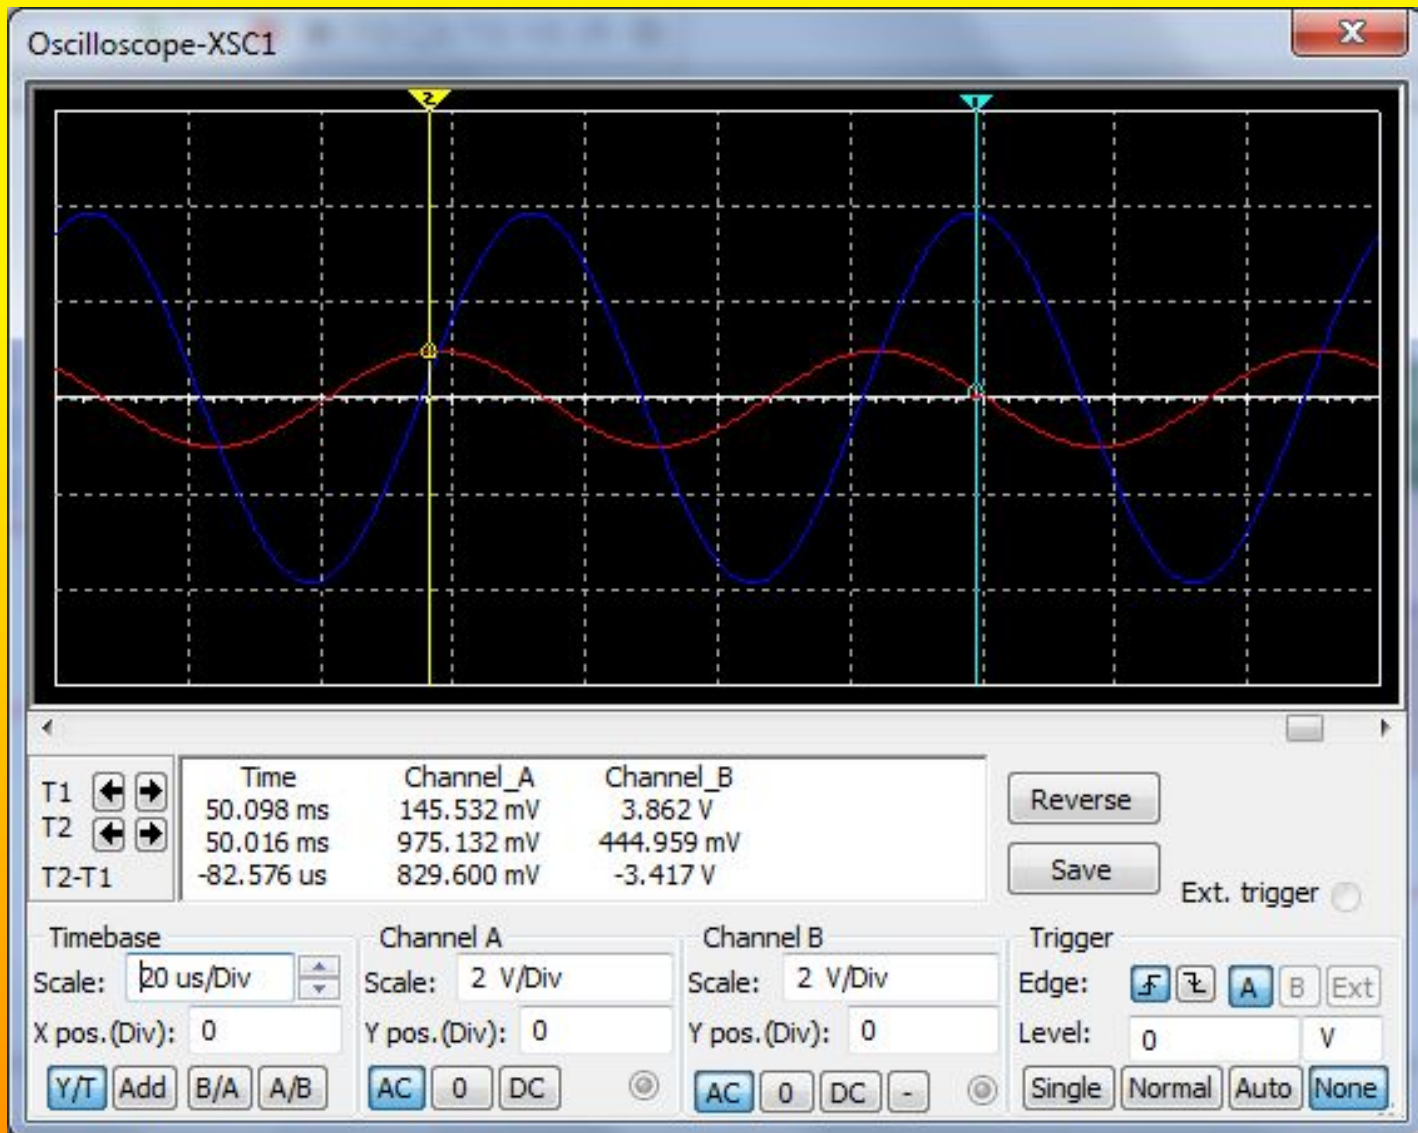 Oscilloscope-XSC1
X
2
1
Time Channel_A Channel_B
T1 50.098 ms 145.532 mV 3.862 V
T2 50.016 ms 975.132 mV 444.959 mV
T2-T1 -82.576 us 829.600 mV -3.417 V
Reverse
Save
Ext. trigger
Timebase Channel A Channel B Trigger
Scale: 20 us/Div Scale: 2 V/Div Scale: 2 V/Div Edge: A B Ext
X pos.(Div): 0 Y pos.(Div): 0 Y pos.(Div): 0 Level: 0 V
Y/T Add B/A A/B AC 0 DC AC 0 DC - Single Normal Auto None